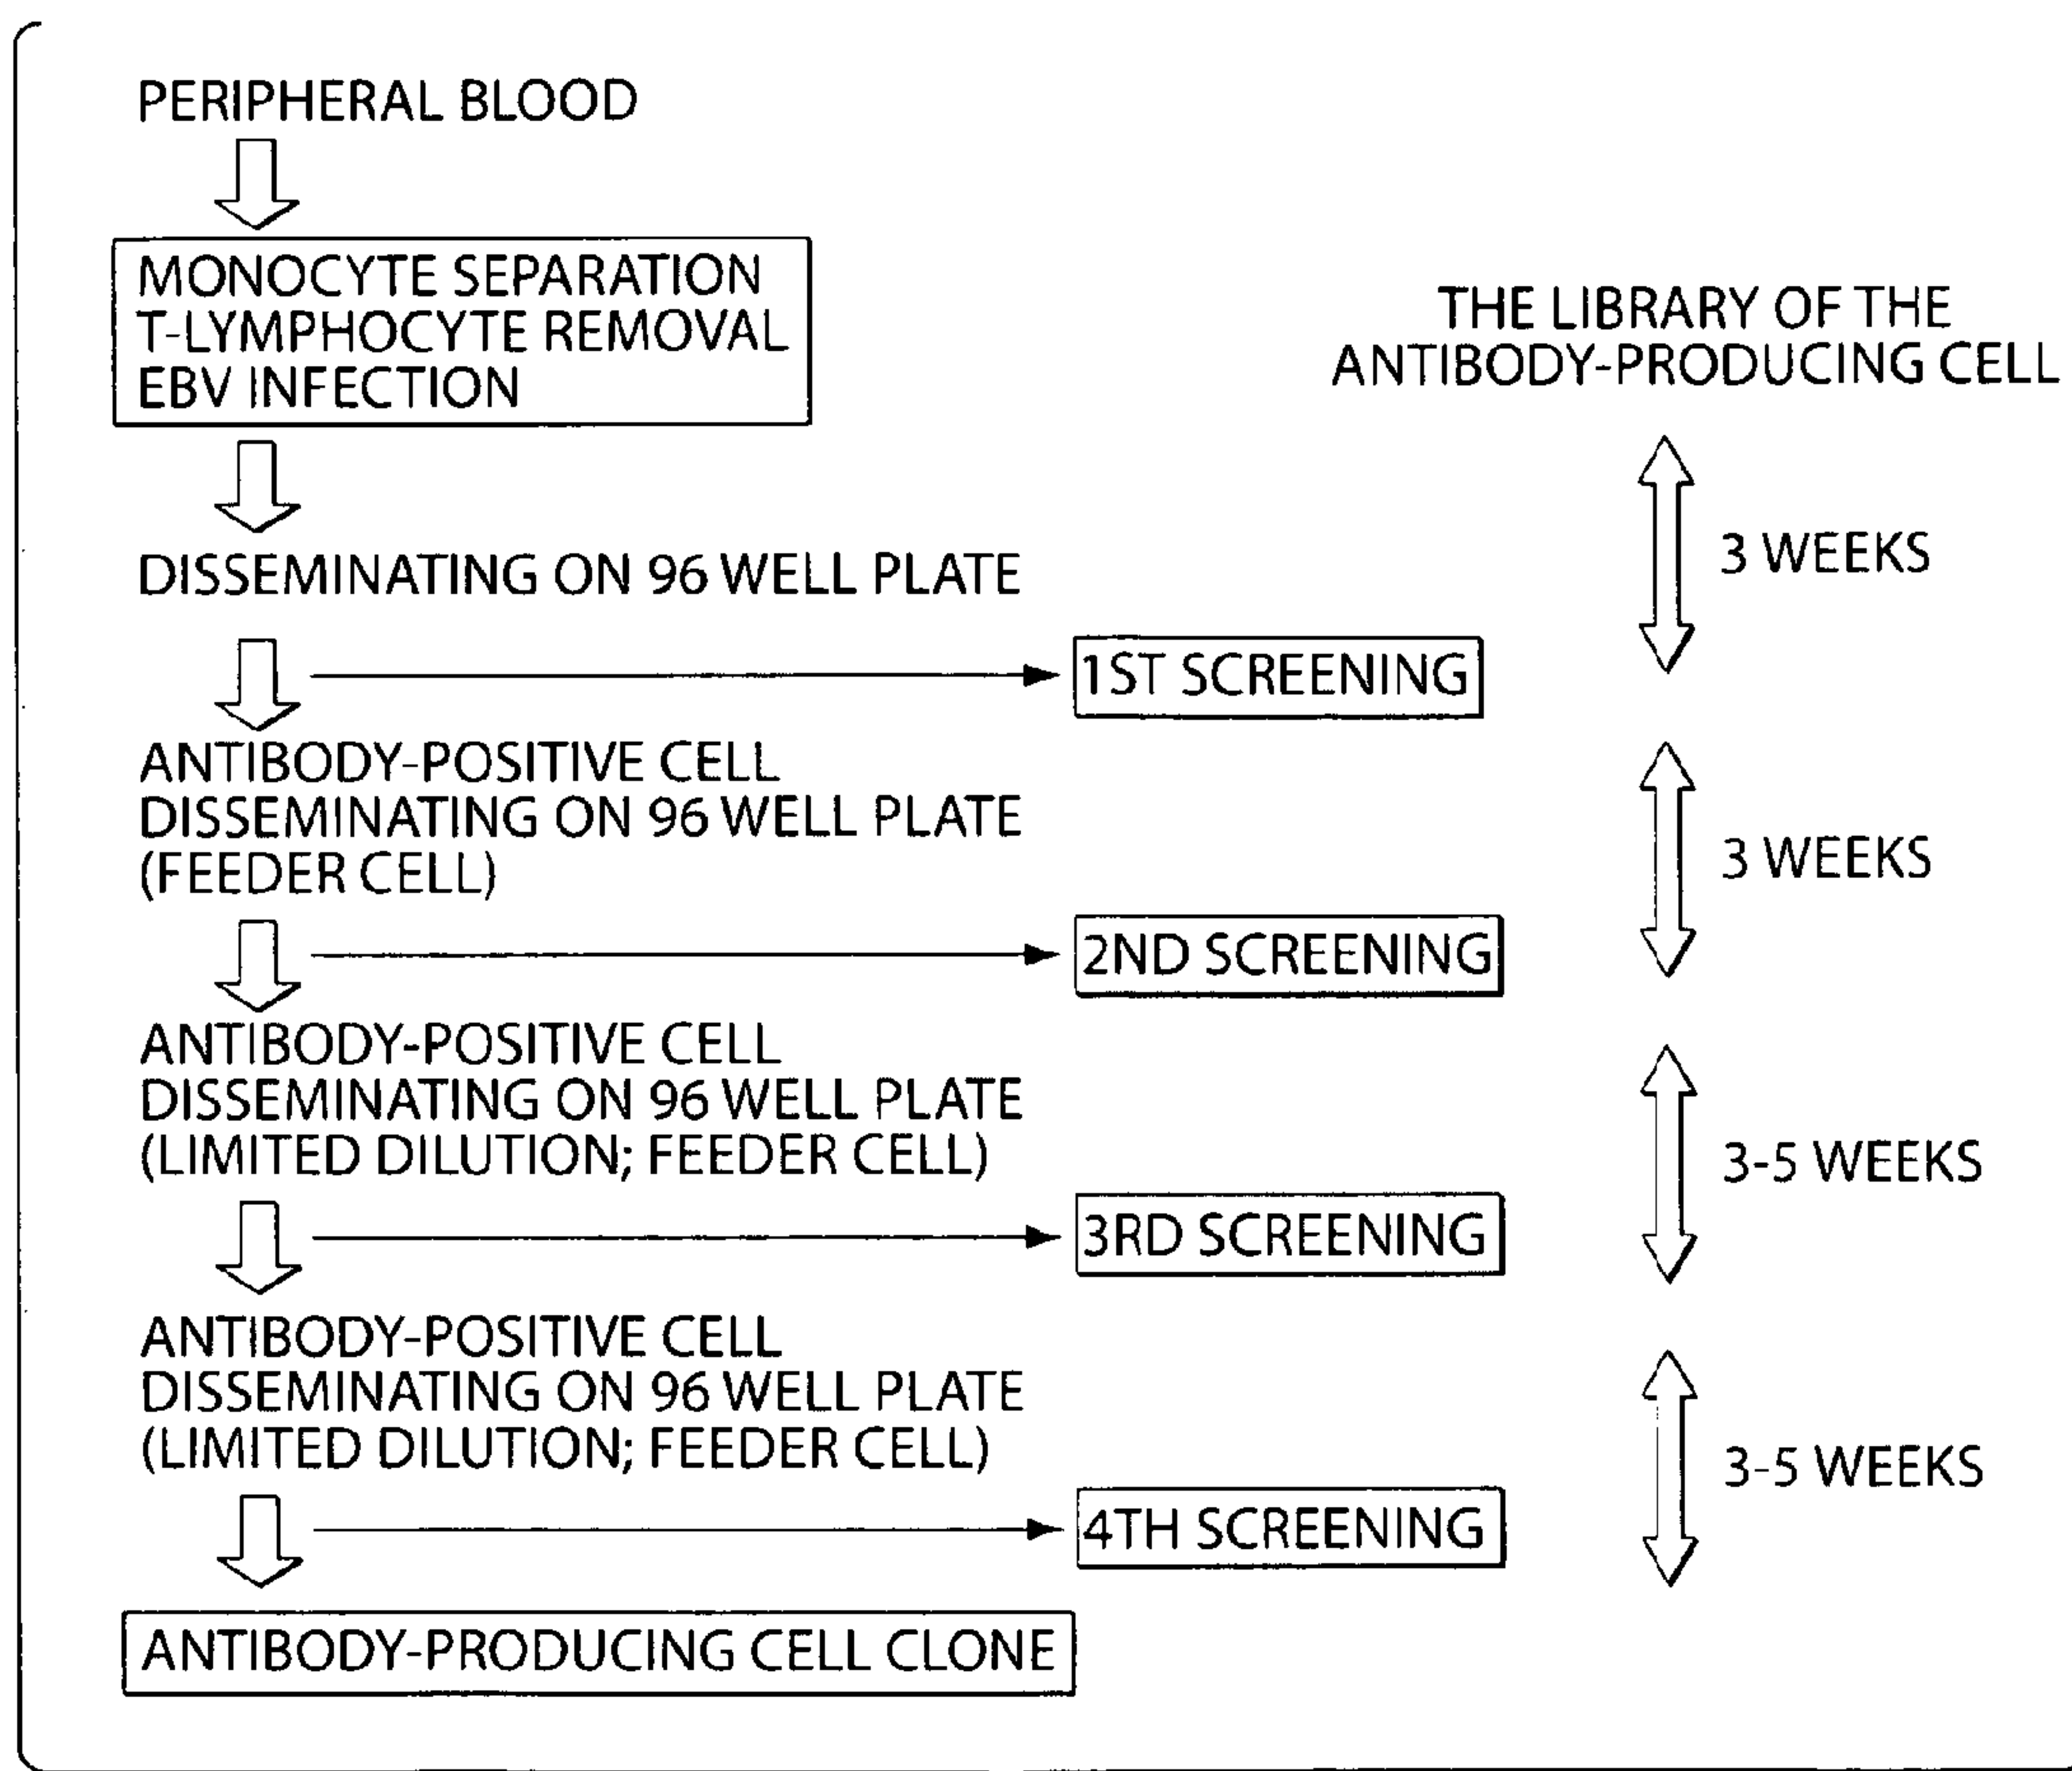 PERIPHERAL BLOOD
MONOCYTE SEPARATION
T-LYMPHOCYTE REMOVAL
EBV INFECTION
THE LIBRARY OF THE
ANTIBODY-PRODUCING CELL
DISSEMINATING ON 96 WELL PLATE
3 WEEKS
1ST SCREENING
ANTIBODY-POSITIVE CELL
DISSEMINATING ON 96 WELL PLATE
(FEEDER CELL)
3 WEEKS
2ND SCREENING
ANTIBODY-POSITIVE CELL
DISSEMINATING ON 96 WELL PLATE
(LIMITED DILUTION; FEEDER CELL)
3-5 WEEKS
3RD SCREENING
ANTIBODY-POSITIVE CELL
DISSEMINATING ON 96 WELL PLATE
(LIMITED DILUTION; FEEDER CELL)
3-5 WEEKS
4TH SCREENING
ANTIBODY-PRODUCING CELL CLONE